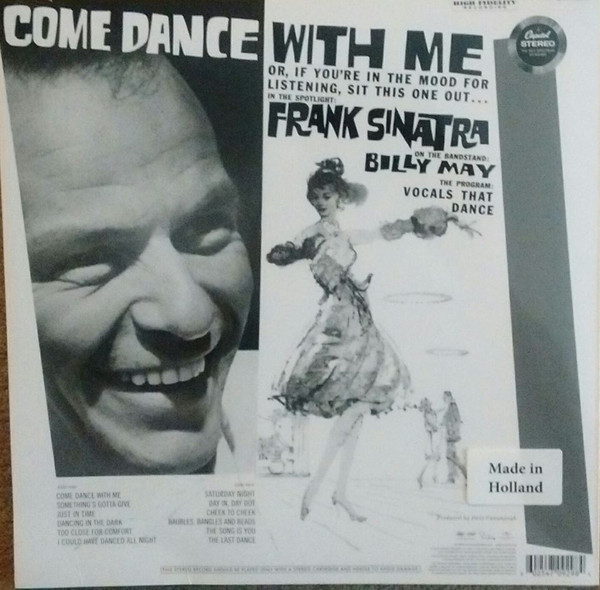 HIGH FIDELITY
RECORDING
COME DANCE WITH ME
Capitol
STEREO
OR, IF YOU'RE IN THE MOOD FOR
LISTENING, SIT THIS ONE OUT...
IN THE SPOTLIGHT:
FRANK SINATRA
ON THE BANDSTAND:
BILLY MAY
THE PROGRAM:
VOCALS THAT
DANCE
Made in
Holland
COME DANCE WITH ME
SOMETHING'S GOTTA GIVE
JUST IN TIME
DANCING IN THE DARK
TOO CLOSE FOR COMFORT
I COULD HAVE DANCED ALL NIGHT
SATURDAY NIGHT
DAY IN, DAY OUT
CHEEK TO CHEEK
BAUBLES, BANGLES AND BEADS
THE SONG IS YOU
THE LAST DANCE